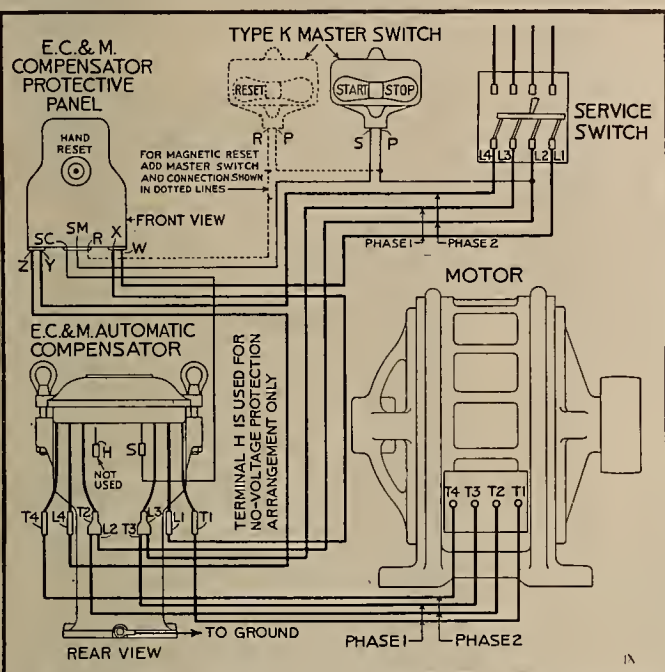 TYPE K MASTER SWITCH
E.C.& M.
COMPENSATOR
PROTECTIVE
PANEL
HAND
RESET
RESET
START STOP
R P
S P
SERVICE
SWITCH
L4 L3 L2 L1
FOR MAGNETIC RESET
ADD MASTER SWITCH
AND CONNECTION SHOWN
IN DOTTED LINES
FRONT VIEW
SM
SC R X
W
Z Y
PHASE 1 PHASE 2
MOTOR
E.C.&M. AUTOMATIC
COMPENSATOR
TERMINAL H IS USED FOR
NO-VOLTAGE PROTECTION
ARRANGEMENT ONLY
H S
NOT
USED
T4 L4 T2 L2 T3 L3 L1 T1
T4 T3 T2 T1
TO GROUND
REAR VIEW
PHASE 1 PHASE 2